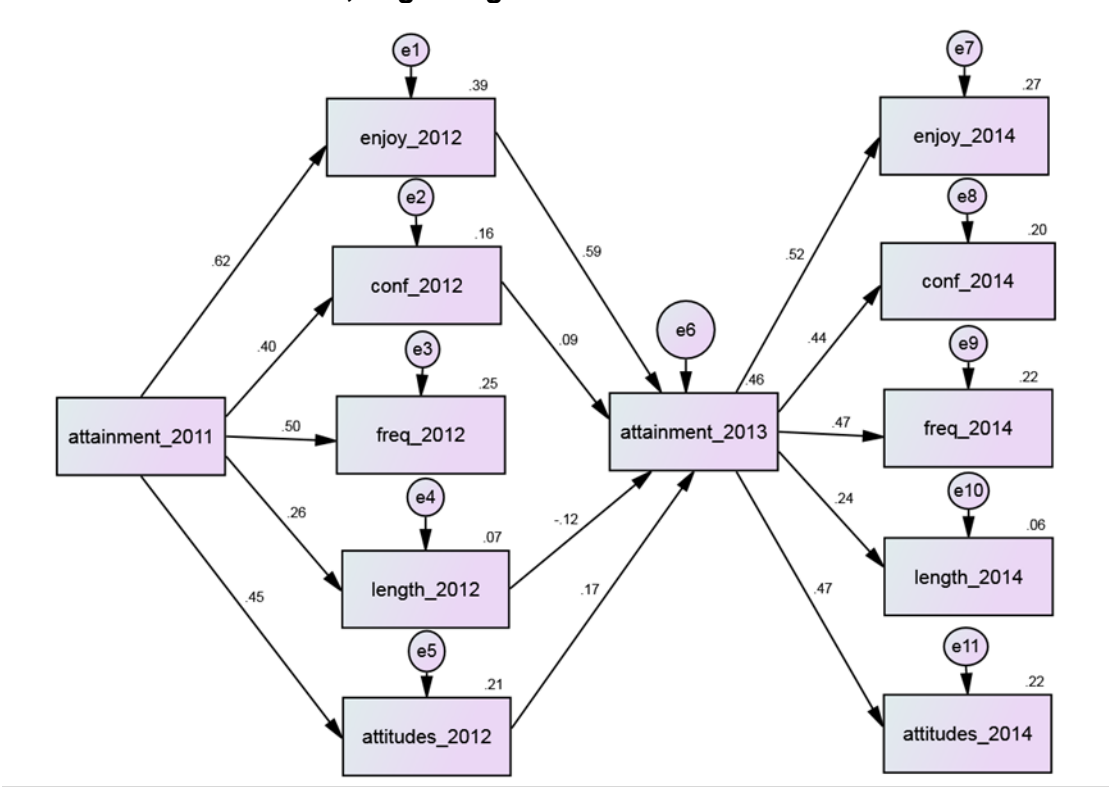 e1
.39
enjoy_2012
e2
.16
conf_2012
e3
.25
freq_2012
e4
.07
length_2012
e5
.21
attitudes_2012
attainment_2011
.62
.40
.50
.26
.45
.59
.09
-.12
.17
e6
.46
attainment_2013
.52
.44
.47
.24
.47
e7
.27
enjoy_2014
e8
.20
conf_2014
e9
.22
freq_2014
e10
.06
length_2014
e11
.22
attitudes_2014